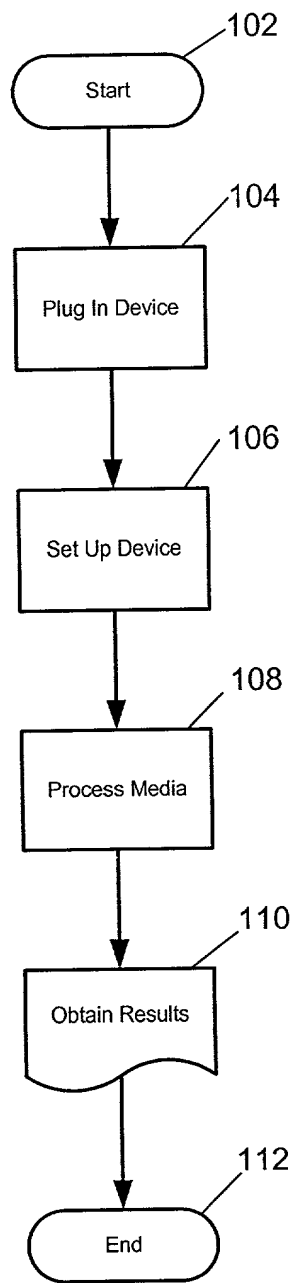 102
Start
104
Plug In Device
106
Set Up Device
108
Process Media
110
Obtain Results
112
End